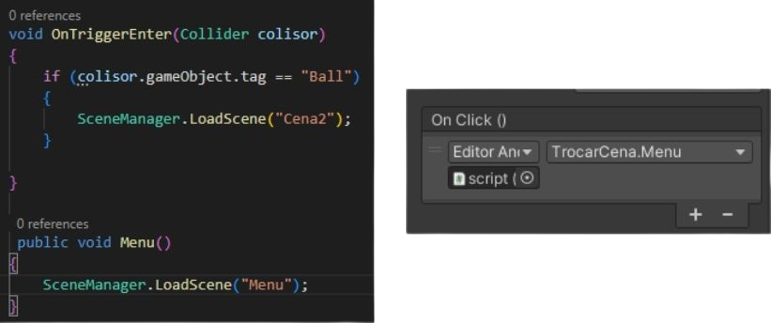 0 references
void OnTriggerEnter(Collider colisor)
{
if (colisor.gameObject.tag == "Ball")
{
SceneManager.LoadScene("Cena2");
}
}
0 references
public void Menu()
{
SceneManager.LoadScene("Menu");
}
On Click ()
Editor An TrocarCena.Menu
script (
+ −